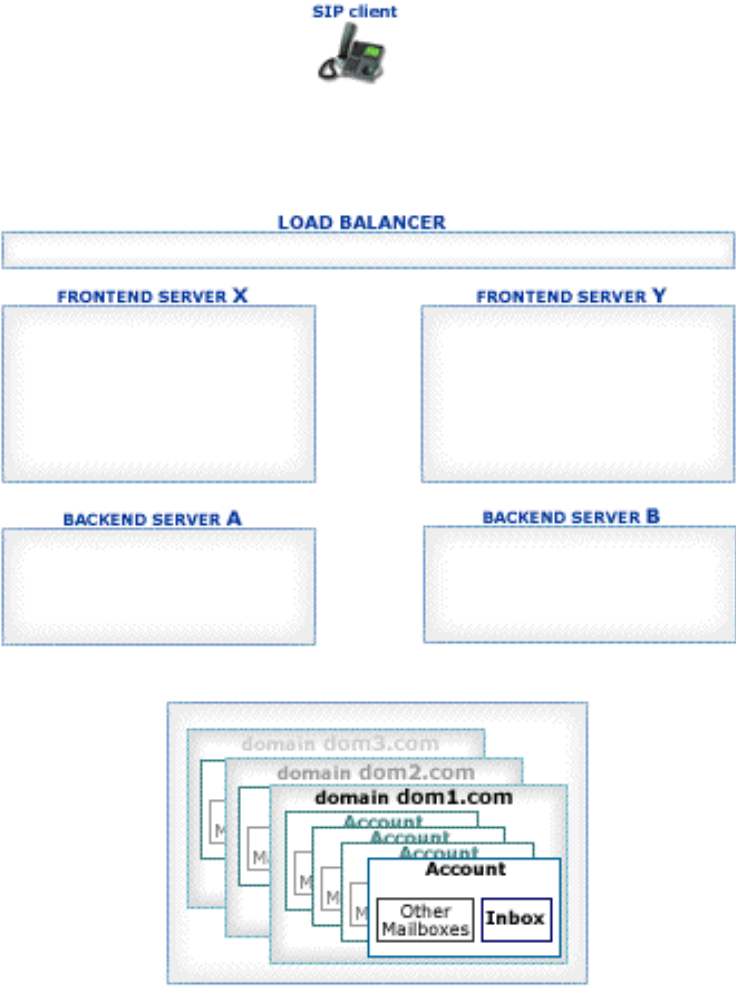 SIP client
LOAD BALANCER
FRONTEND SERVER X
FRONTEND SERVER Y
BACKEND SERVER A
BACKEND SERVER B
domain dom3.com
domain dom2.com
domain dom1.com
Account
Account
Account
Account
M
M
M
M
M
Other
Mailboxes
Inbox